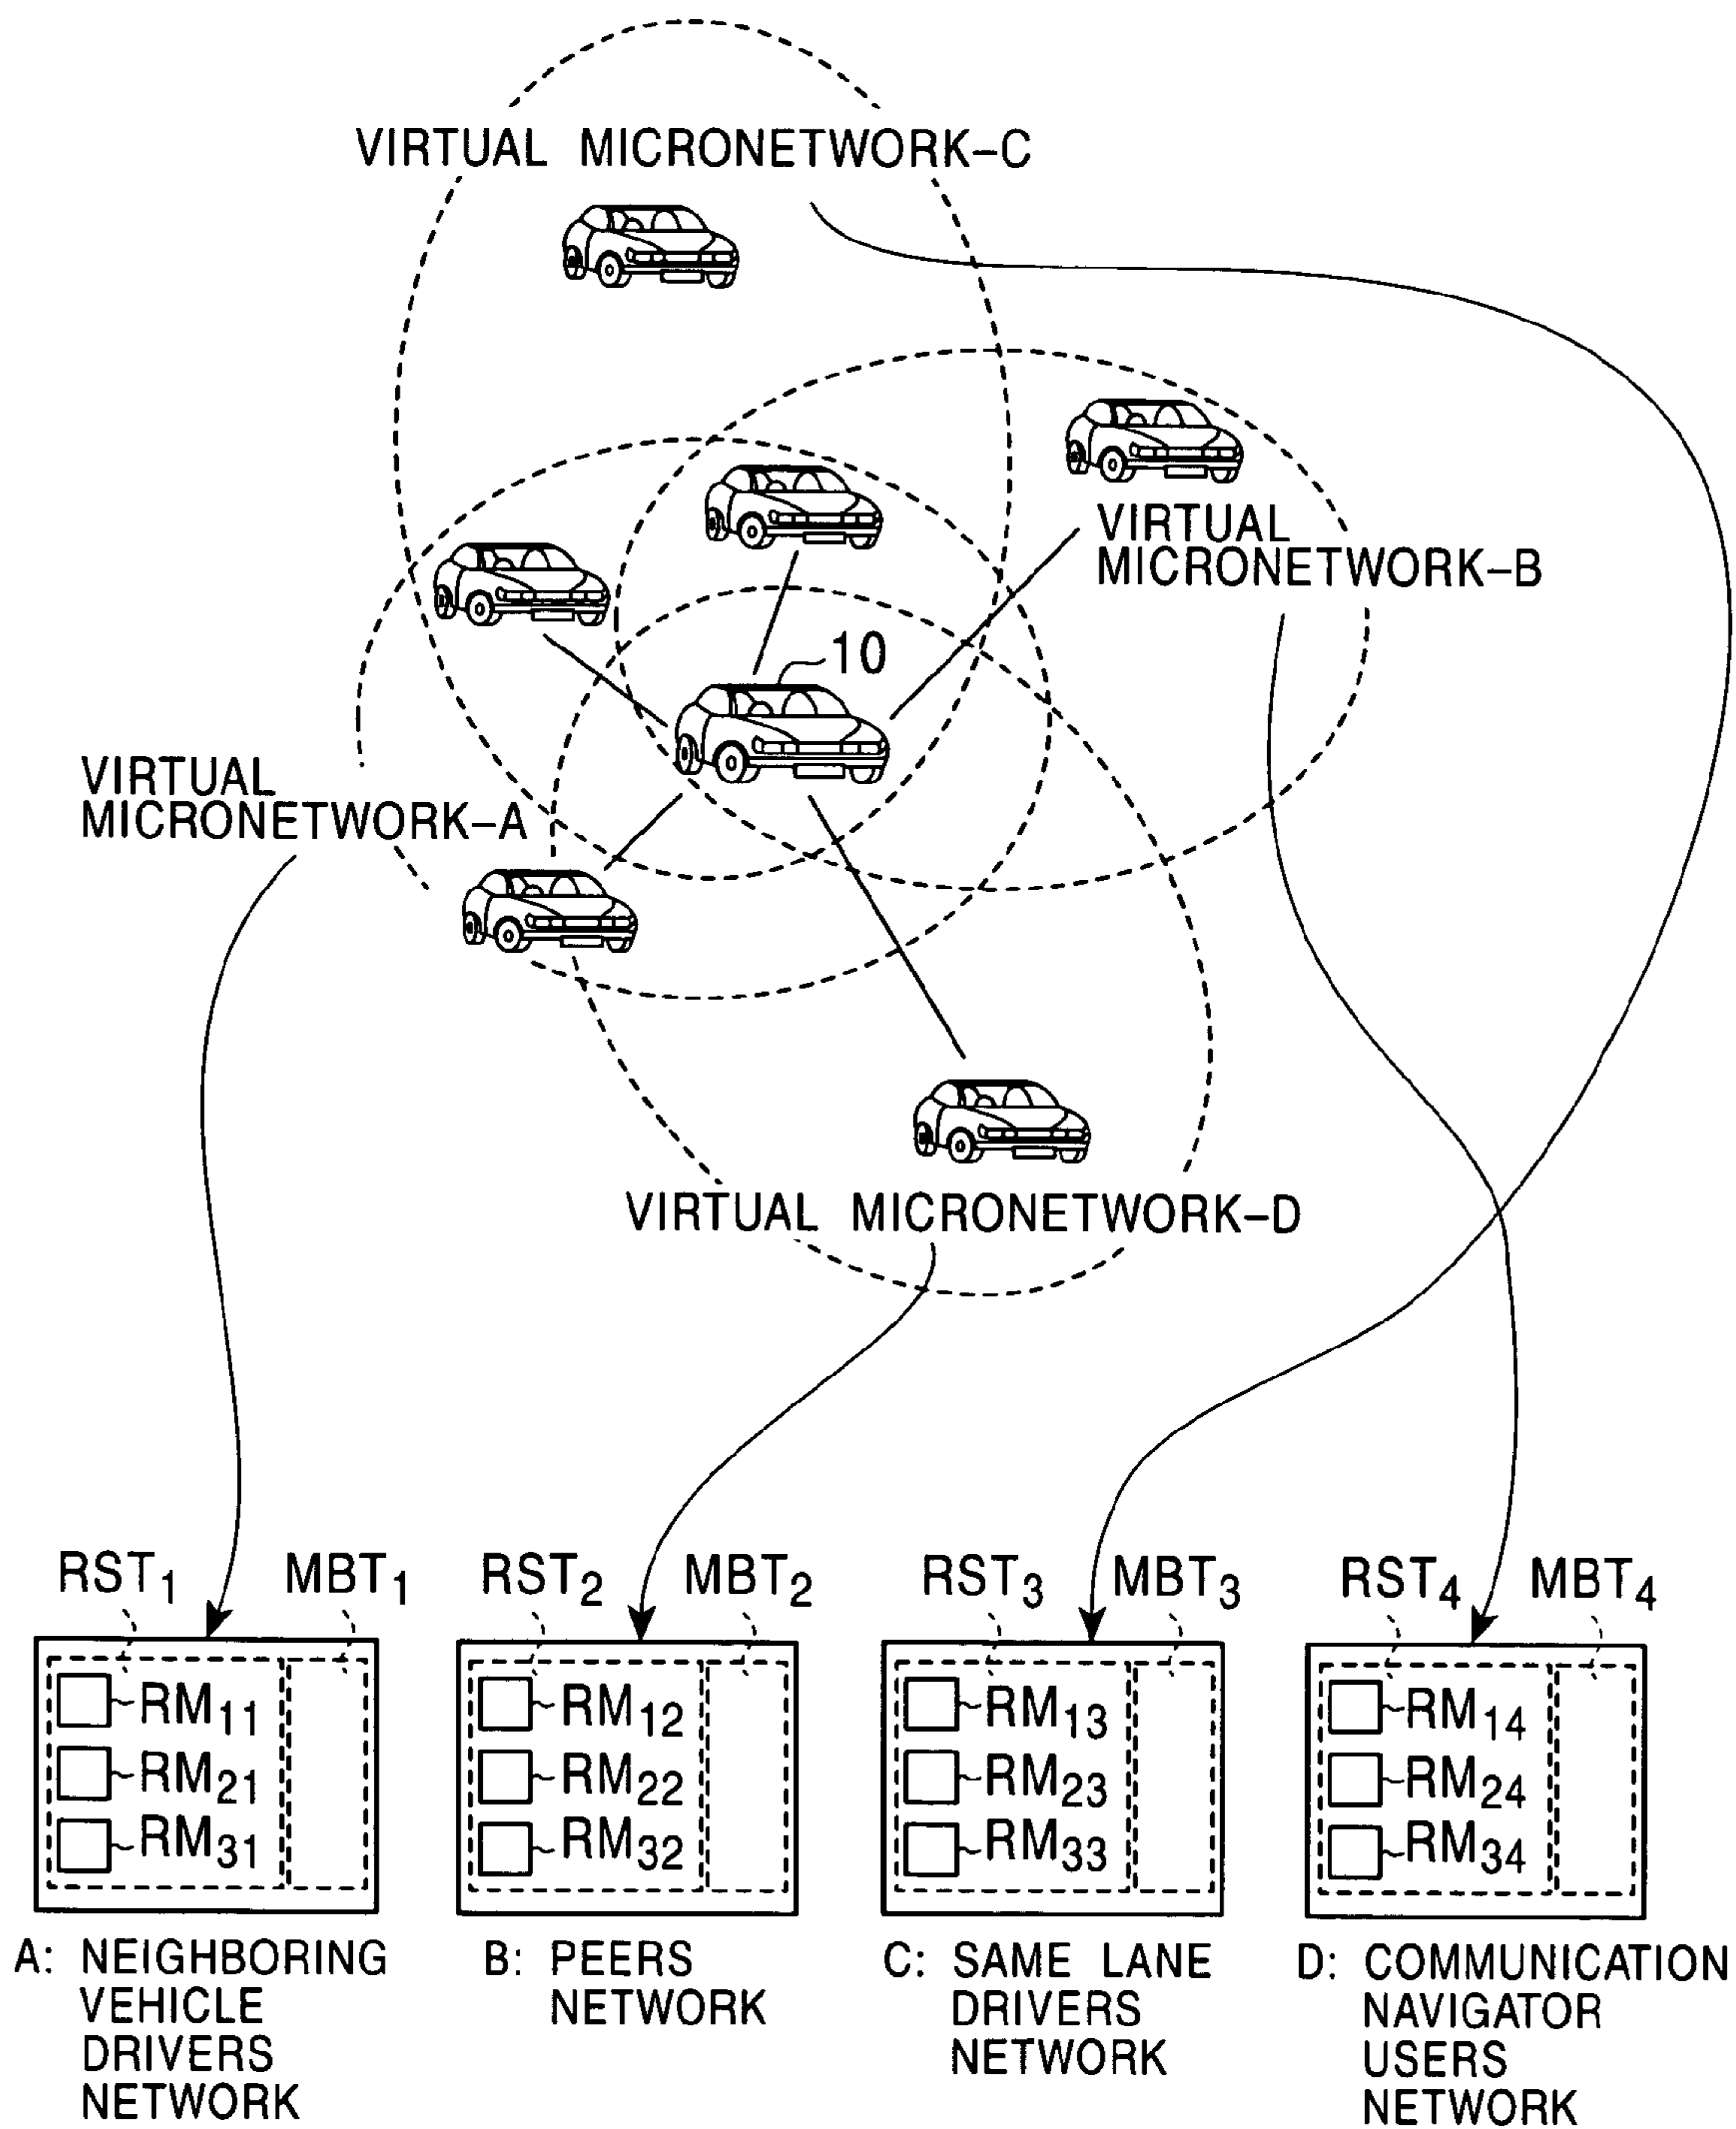 VIRTUAL MICRONETWORK-C
VIRTUAL
MICRONETWORK-B
10
VIRTUAL
MICRONETWORK-A
VIRTUAL MICRONETWORK-D
RST1 MBT1
RM11
RM21
RM31
A: NEIGHBORING
VEHICLE
DRIVERS
NETWORK
RST2 MBT2
RM12
RM22
RM32
B: PEERS
NETWORK
RST3 MBT3
RM13
RM23
RM33
C: SAME LANE
DRIVERS
NETWORK
RST4 MBT4
RM14
RM24
RM34
D: COMMUNICATION
NAVIGATOR
USERS
NETWORK